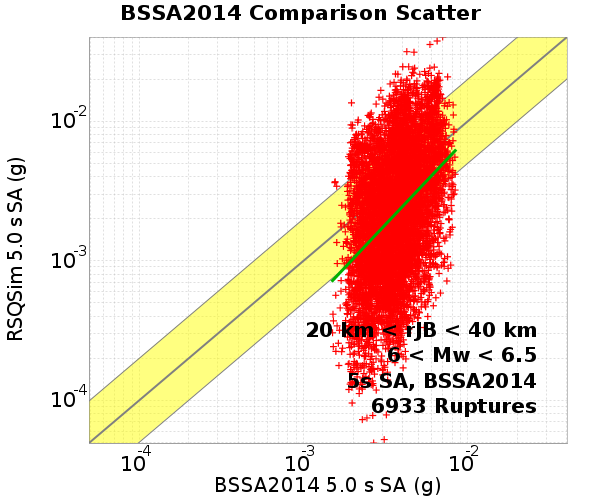 BSSA2014 Comparison Scatter
RSQSim 5.0 s SA (g)
10-2
10-3
10-4
20 km < rJB < 40 km
6 < Mw < 6.5
5s SA, BSSA2014
6933 Ruptures
10-4 10-3 10-2
BSSA2014 5.0 s SA (g)